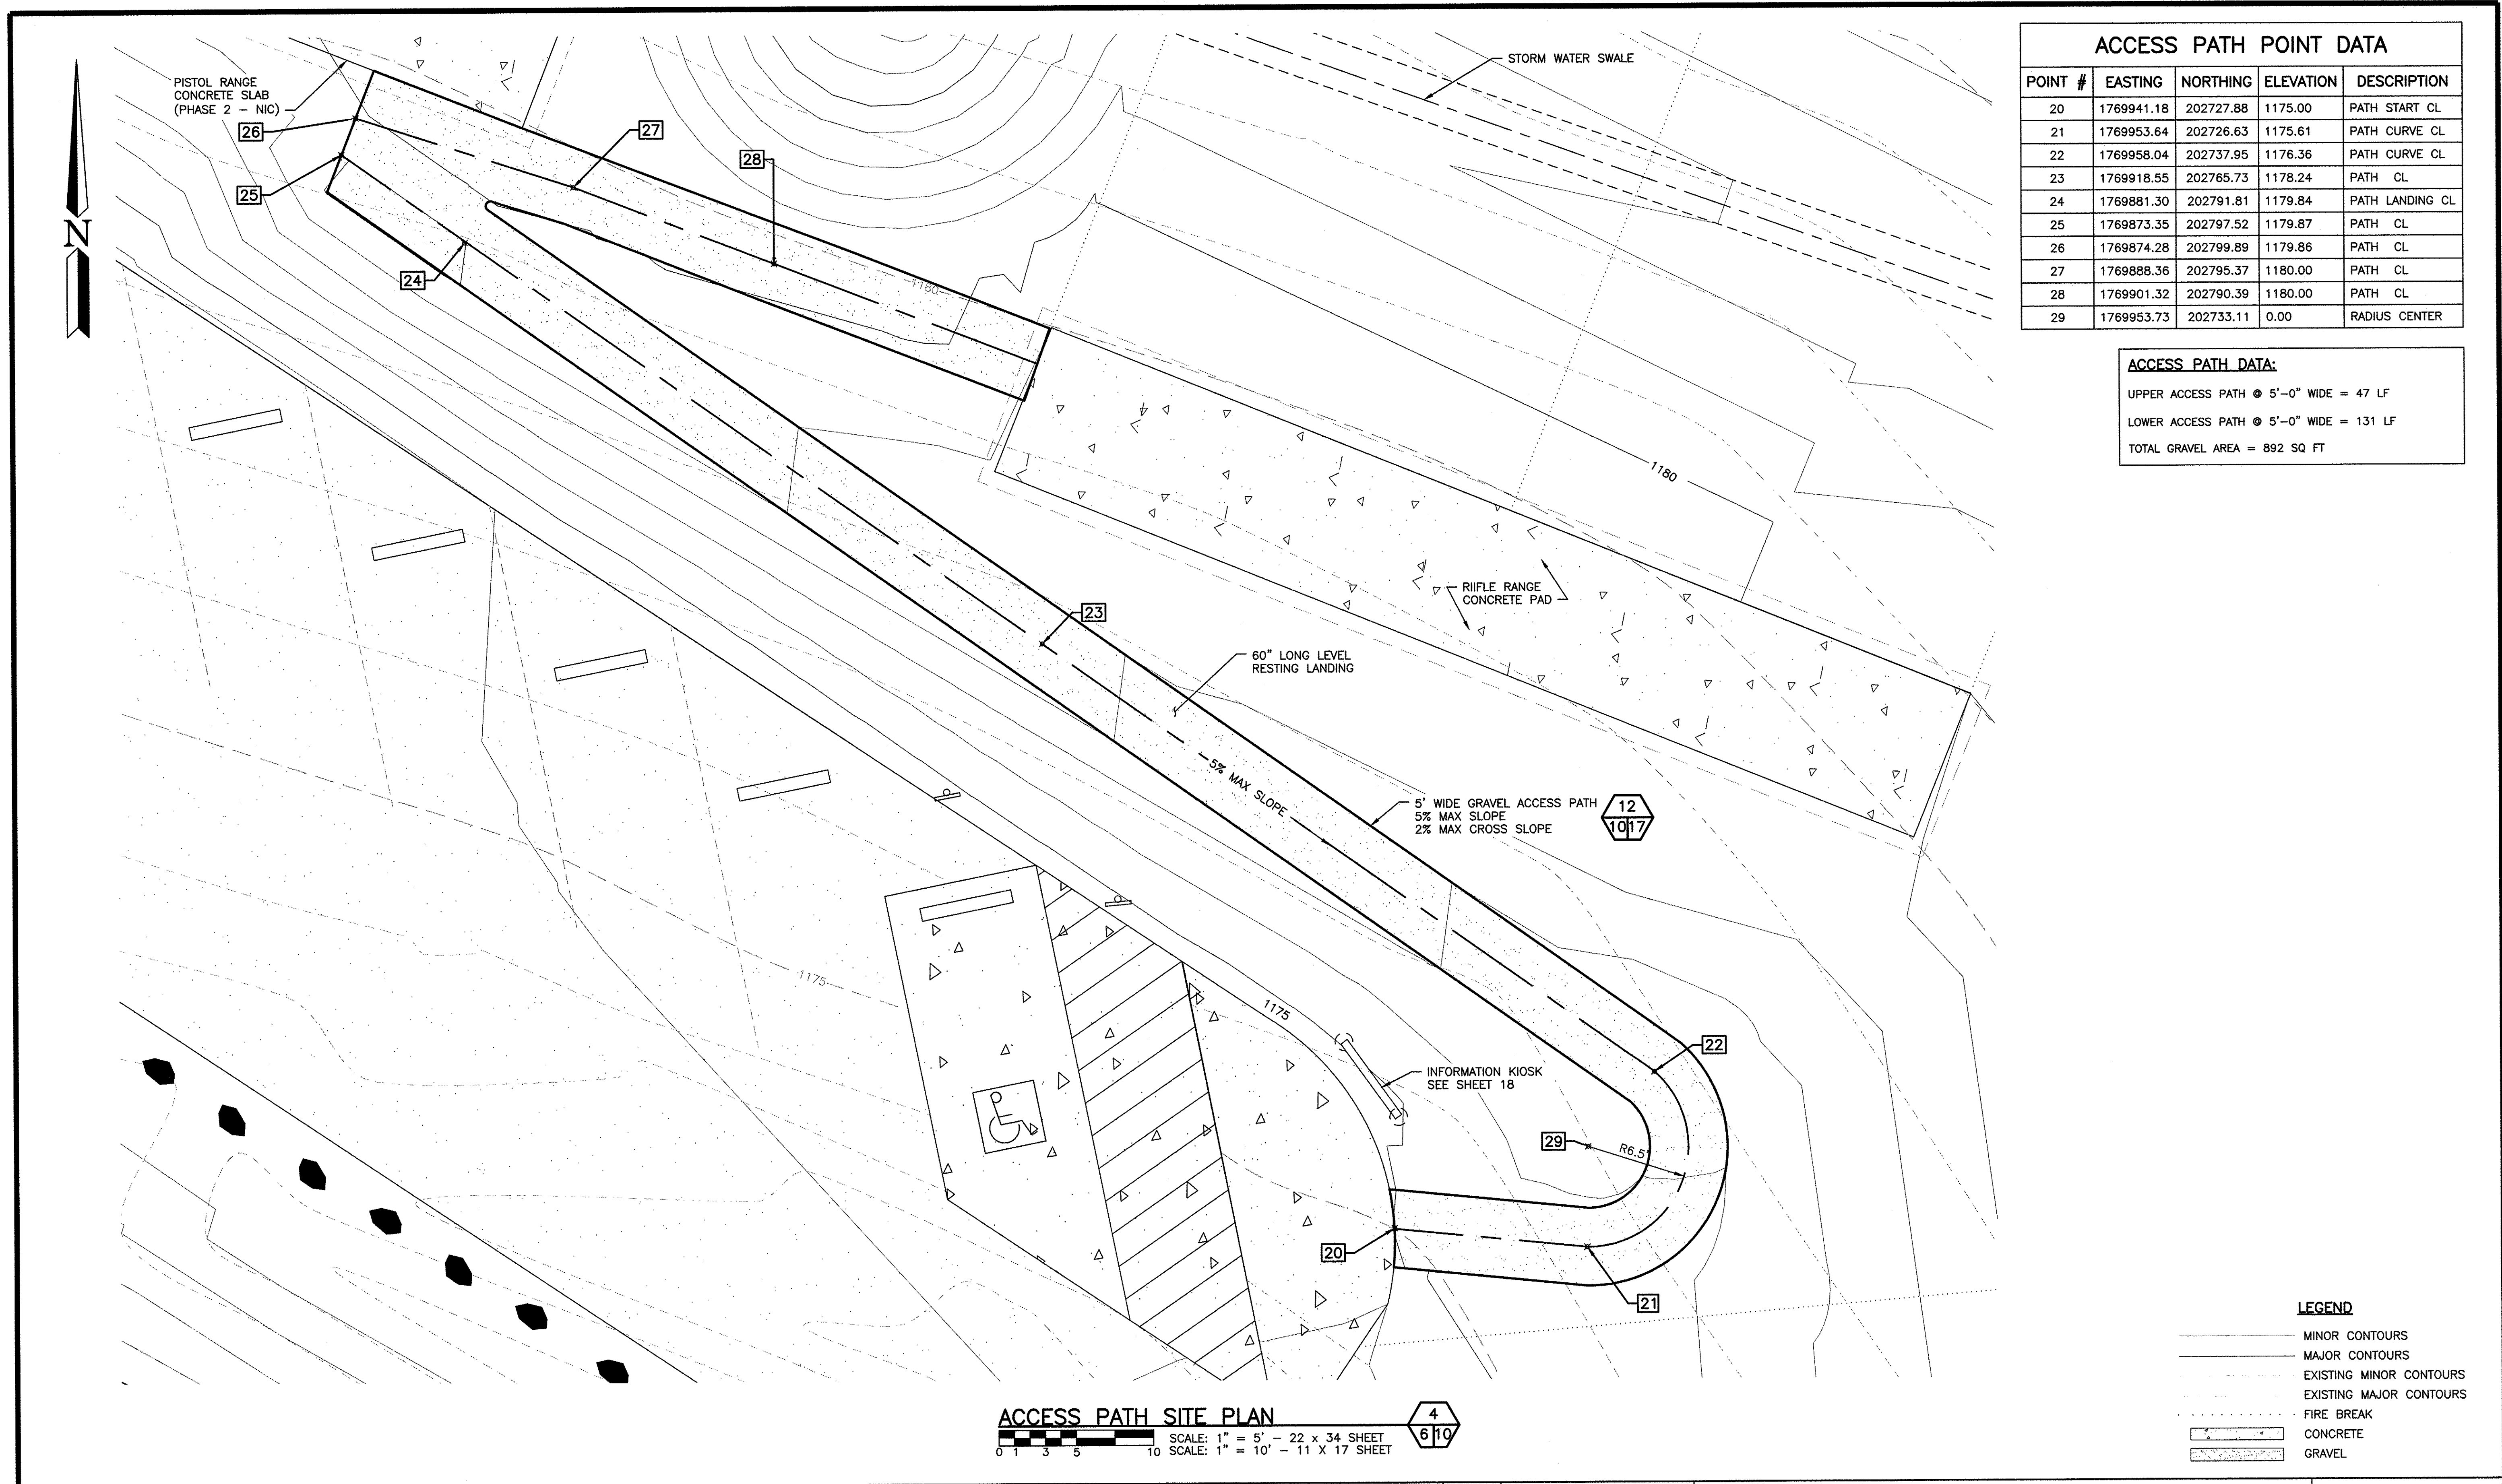 PISTOL RANGE
CONCRETE SLAB
(PHASE 2 - NIC)
26
25
24
27
28
N
STORM WATER SWALE
1180
1180
23
60" LONG LEVEL
RESTING LANDING
RIIFLE RANGE
CONCRETE PAD
5% MAX SLOPE
5' WIDE GRAVEL ACCESS PATH
5% MAX SLOPE
2% MAX CROSS SLOPE
12
10 17
1175
1175
INFORMATION KIOSK
SEE SHEET 18
22
29
R6.5'
20
21
ACCESS PATH POINT DATA
POINT # EASTING NORTHING ELEVATION DESCRIPTION
20 1769941.18 202727.88 1175.00 PATH START CL
21 1769953.64 202726.63 1175.61 PATH CURVE CL
22 1769958.04 202737.95 1176.36 PATH CURVE CL
23 1769918.55 202765.73 1178.24 PATH CL
24 1769881.30 202791.81 1179.84 PATH LANDING CL
25 1769873.35 202797.52 1179.87 PATH CL
26 1769874.28 202799.89 1179.86 PATH CL
27 1769888.36 202795.37 1180.00 PATH CL
28 1769901.32 202790.39 1180.00 PATH CL
29 1769953.73 202733.11 0.00 RADIUS CENTER
ACCESS PATH DATA:
UPPER ACCESS PATH @ 5'-0" WIDE = 47 LF
LOWER ACCESS PATH @ 5'-0" WIDE = 131 LF
TOTAL GRAVEL AREA = 892 SQ FT
LEGEND
MINOR CONTOURS
MAJOR CONTOURS
EXISTING MINOR CONTOURS
EXISTING MAJOR CONTOURS
FIRE BREAK
CONCRETE
GRAVEL
ACCESS PATH SITE PLAN
4
6 10
SCALE: 1" = 5' - 22 x 34 SHEET
0 1 3 5 10 SCALE: 1" = 10' - 11 X 17 SHEET